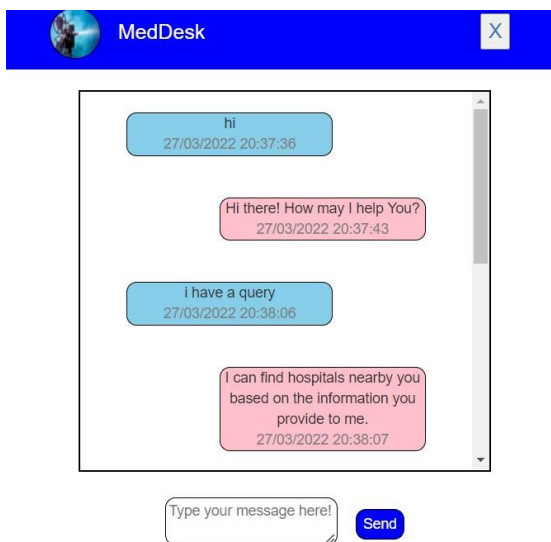 MedDesk
X
hi
27/03/2022 20:37:36
Hi there! How may I help You?
27/03/2022 20:37:43
i have a query
27/03/2022 20:38:06
I can find hospitals nearby you
based on the information you
provide to me.
27/03/2022 20:38:07
Type your message here!
Send